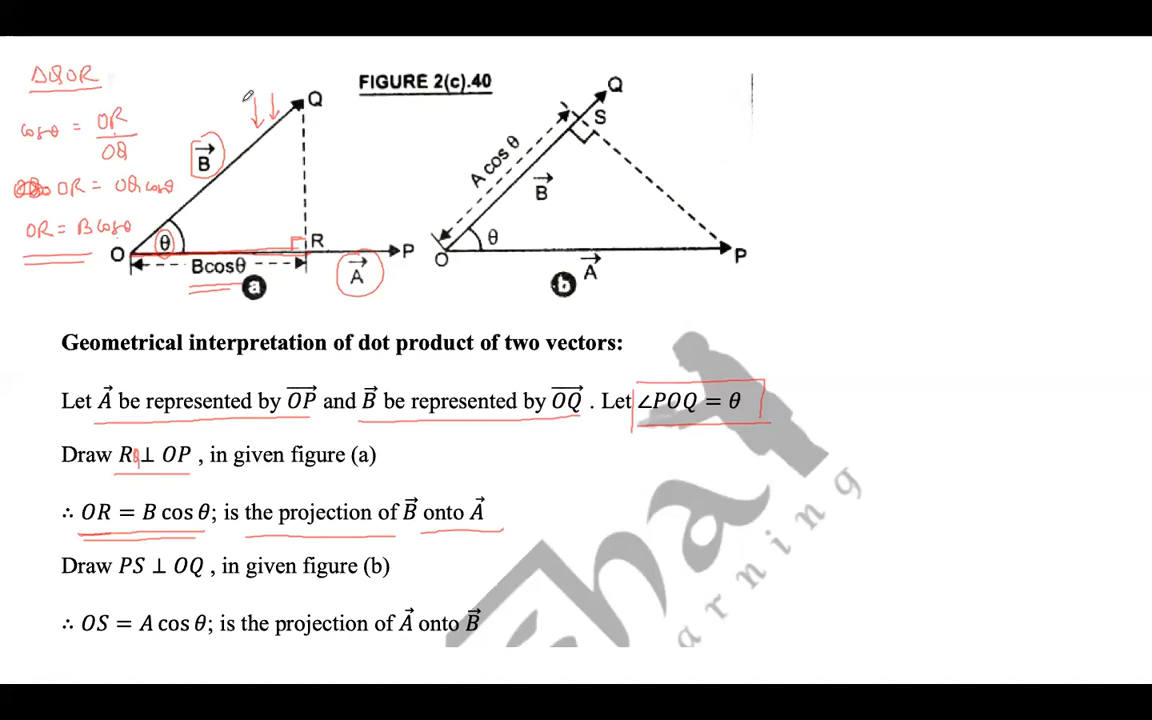 ΔQOR
cosθ = OR/OQ
OR = OQ cosθ
OR = B cosθ
FIGURE 2(c).40
Q
B⃗
θ
O
R
P
Bcosθ
A⃗
a
Q
S
A cos θ
B⃗
θ
O
P
A⃗
b
Geometrical interpretation of dot product of two vectors:
Let A⃗ be represented by OP⃗ and B⃗ be represented by OQ⃗ . Let ∠POQ = θ
Draw RQ ⊥ OP , in given figure (a)
∴ OR = B cos θ; is the projection of B⃗ onto A⃗
Draw PS ⊥ OQ , in given figure (b)
∴ OS = A cos θ; is the projection of A⃗ onto B⃗